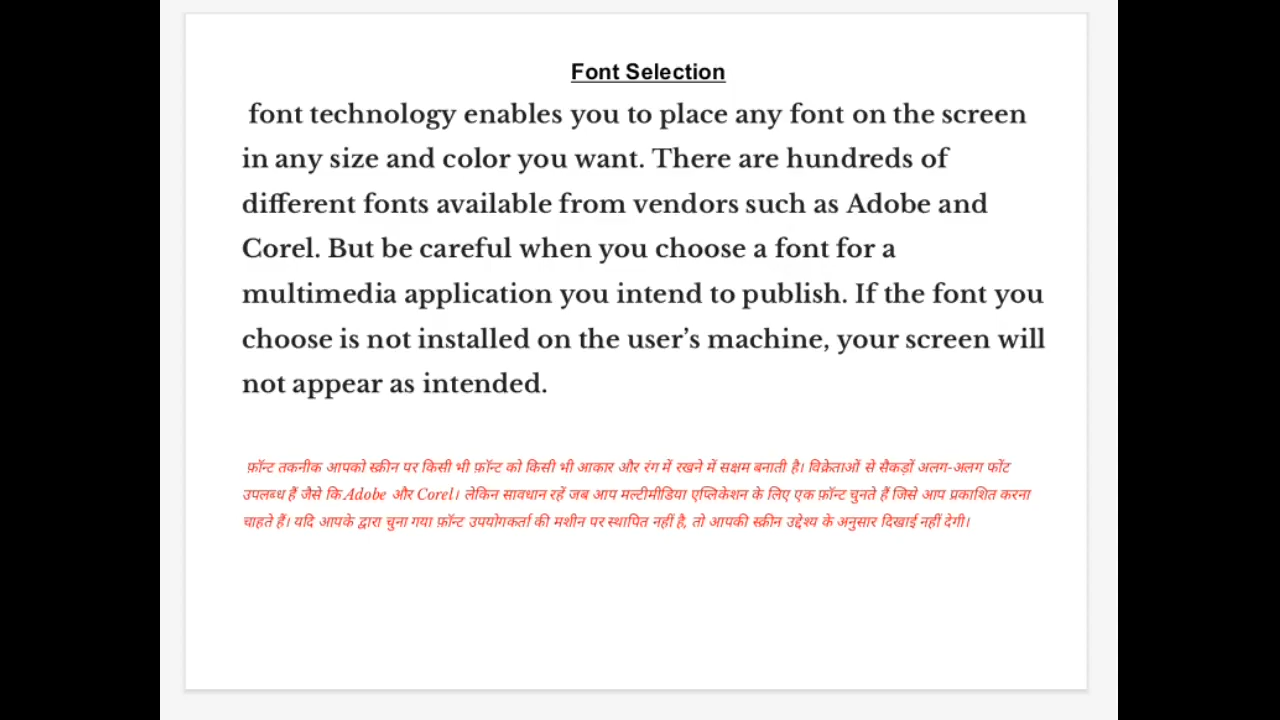 Font Selection
font technology enables you to place any font on the screen
in any size and color you want. There are hundreds of
different fonts available from vendors such as Adobe and
Corel. But be careful when you choose a font for a
multimedia application you intend to publish. If the font you
choose is not installed on the user’s machine, your screen will
not appear as intended.
फ़ॉन्ट तकनीक आपको स्क्रीन पर किसी भी फ़ॉन्ट को किसी भी आकार और रंग में रखने में सक्षम बनाती है। विक्रेताओं से सैकड़ों अलग-अलग फोंट
उपलब्ध हैं जैसे कि Adobe और Corel। लेकिन सावधान रहें जब आप मल्टीमीडिया एप्लिकेशन के लिए एक फ़ॉन्ट चुनते हैं जिसे आप प्रकाशित करना
चाहते हैं। यदि आपके द्वारा चुना गया फ़ॉन्ट उपयोगकर्ता की मशीन पर स्थापित नहीं है, तो आपकी स्क्रीन उद्देश्य के अनुसार दिखाई नहीं देगी।